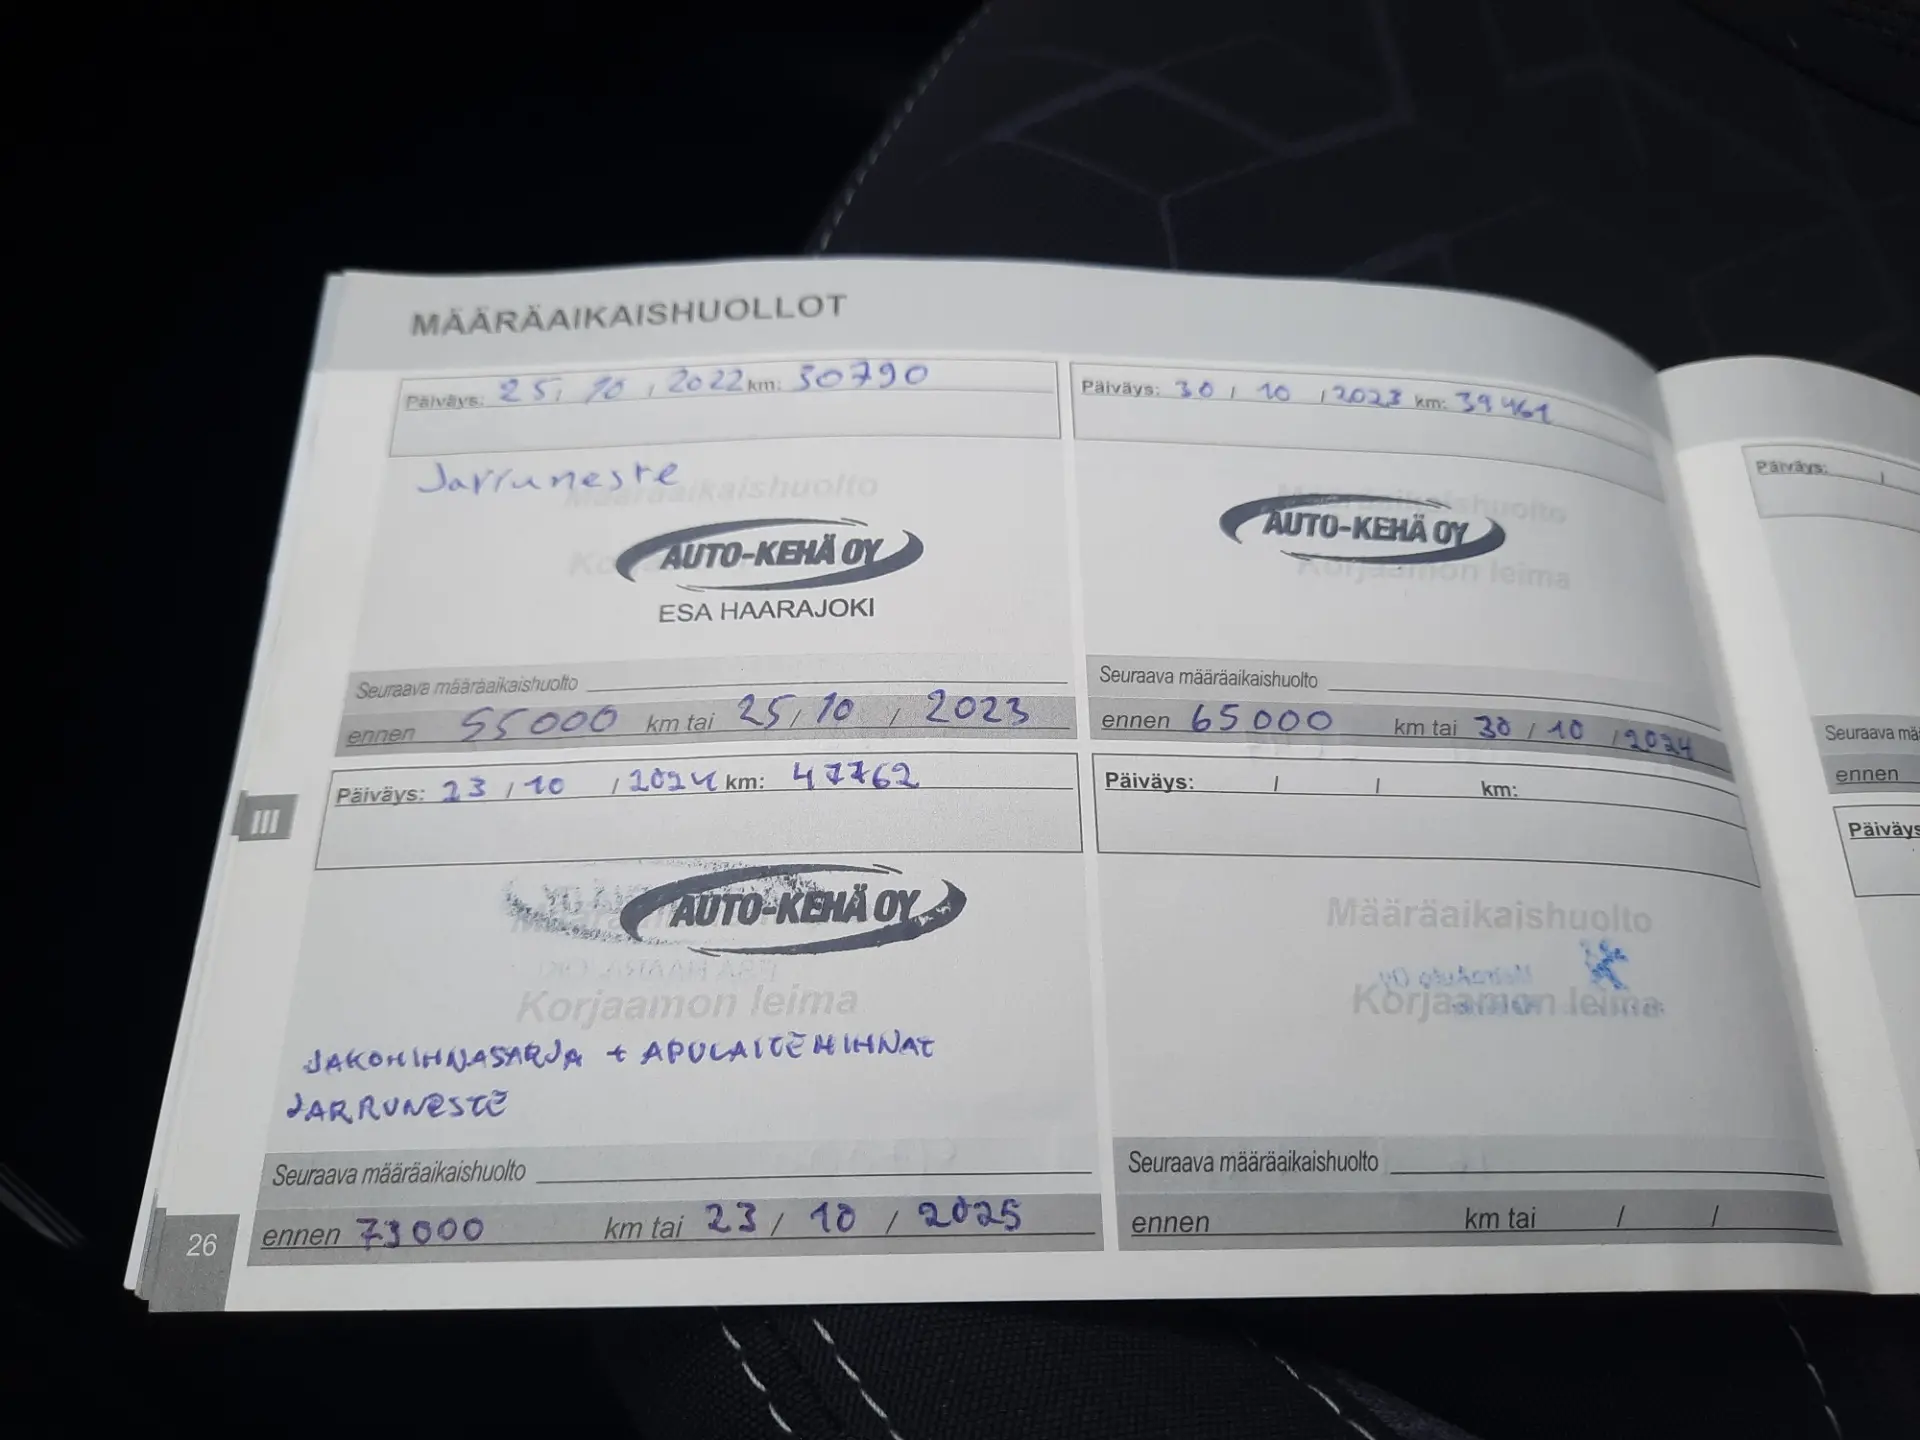 MÄÄRÄAIKAISHUOLLOT
Päiväys: 25 / 10 / 2022 km: 30790
Jarruneste
Määräaikaishuolto
AUTO-KEHÄ OY
ESA HAARAJOKI
Seuraava määräaikaishuolto
ennen 55000 km tai 25 / 10 / 2023
Päiväys: 30 / 10 / 2023 km: 39461
Määräaikaishuolto
AUTO-KEHÄ OY
Korjaamon leima
Seuraava määräaikaishuolto
ennen 65000 km tai 30 / 10 / 2024
Päiväys: 23 / 10 / 2024 km: 47762
AUTO-KEHÄ OY
Korjaamon leima
JAKOHIHNASARJA + APULAITEHIHNAT
JARRUNESTE
Seuraava määräaikaishuolto
ennen 73000 km tai 23 / 10 / 2025
Päiväys: / / km:
Määräaikaishuolto
Korjaamon leima
Seuraava määräaikaishuolto
ennen km tai / /
III
26
Päiväys: /
Seuraava mä
ennen
Päiväys